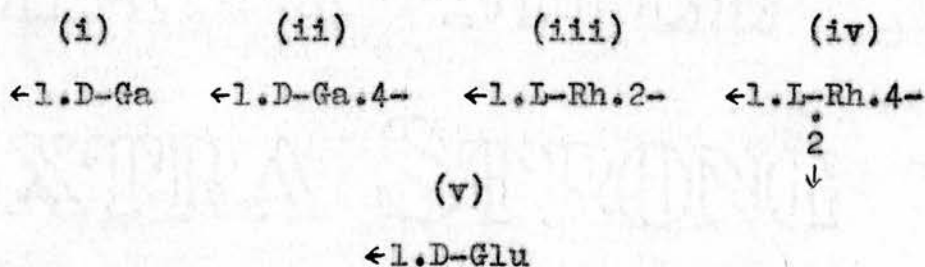 (i) (ii) (iii) (iv)
←1.D-Ga ←1.D-Ga.4- ←1.L-Rh.2- ←1.L-Rh.4-
.
2
↓
(v)
←1.D-Glu